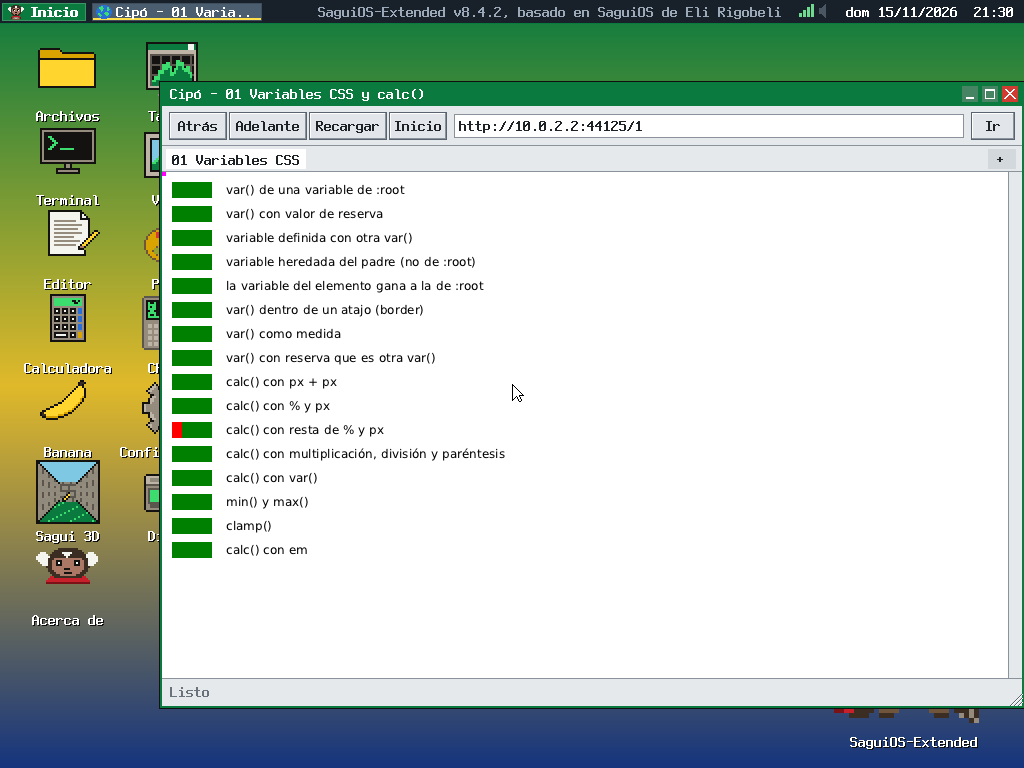 Inicio
Cipó - 01 Varia..
SaguiOS-Extended v8.4.2, basado en SaguiOS de Eli Rigobeli
dom 15/11/2026 21:30
Archivos
Terminal
Editor
Calculadora
Banana
Sagui 3D
Acerca de
Cipó - 01 Variables CSS y calc()
Atrás
Adelante
Recargar
Inicio
http://10.0.2.2:44125/1
Ir
01 Variables CSS
+
var() de una variable de :root
var() con valor de reserva
variable definida con otra var()
variable heredada del padre (no de :root)
la variable del elemento gana a la de :root
var() dentro de un atajo (border)
var() como medida
var() con reserva que es otra var()
calc() con px + px
calc() con % y px
calc() con resta de % y px
calc() con multiplicación, división y paréntesis
calc() con var()
min() y max()
clamp()
calc() con em
Listo
SaguiOS-Extended